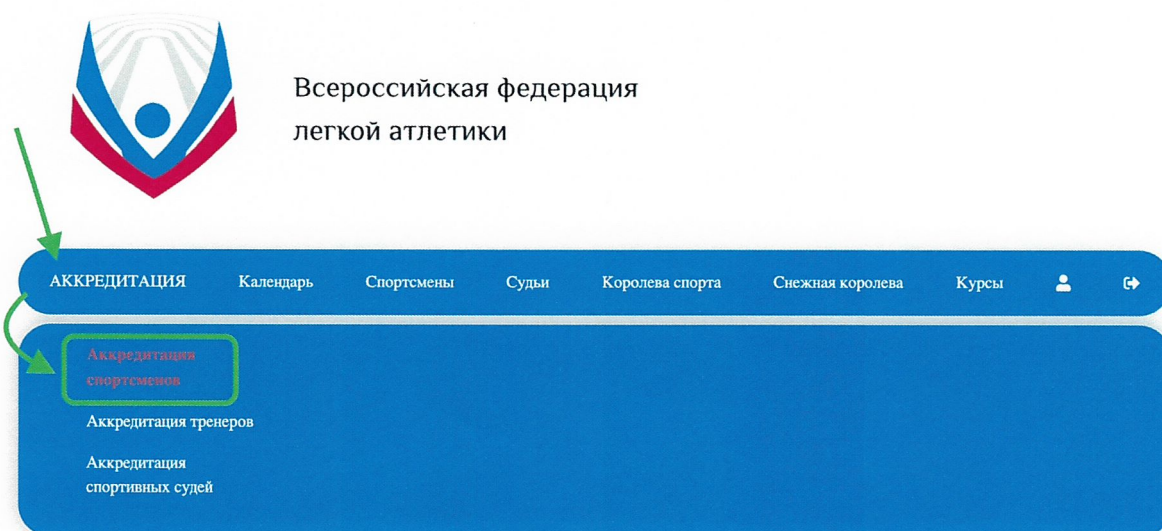 Всероссийская федерация
легкой атлетики
АККРЕДИТАЦИЯ Календарь Спортсмены Судьи Королева спорта Снежная королева Курсы
Аккредитация
спортсменов
Аккредитация тренеров
Аккредитация
спортивных судей